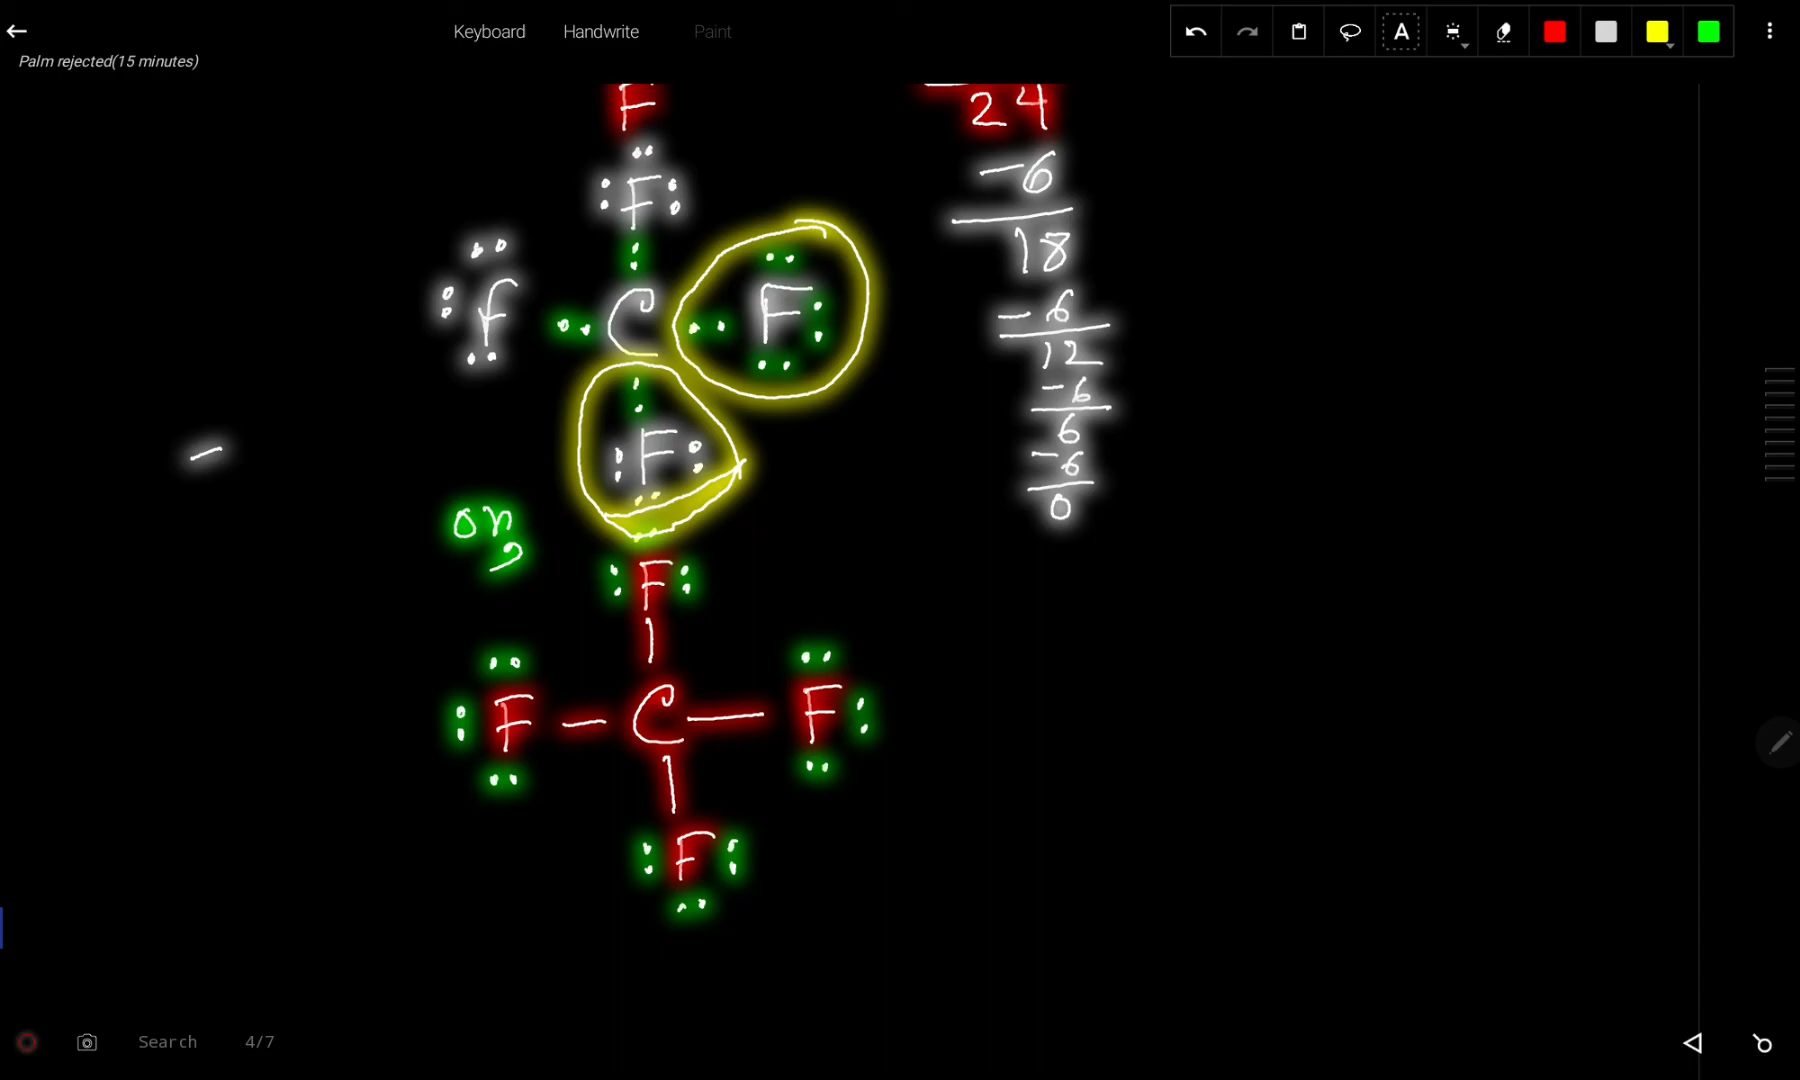 Keyboard Handwrite Paint
A
Palm rejected(15 minutes)
F
24
-6
18
-6
12
-6
6
-6
0
F
f C F
F
F
F - C - F
F
Search 4/7